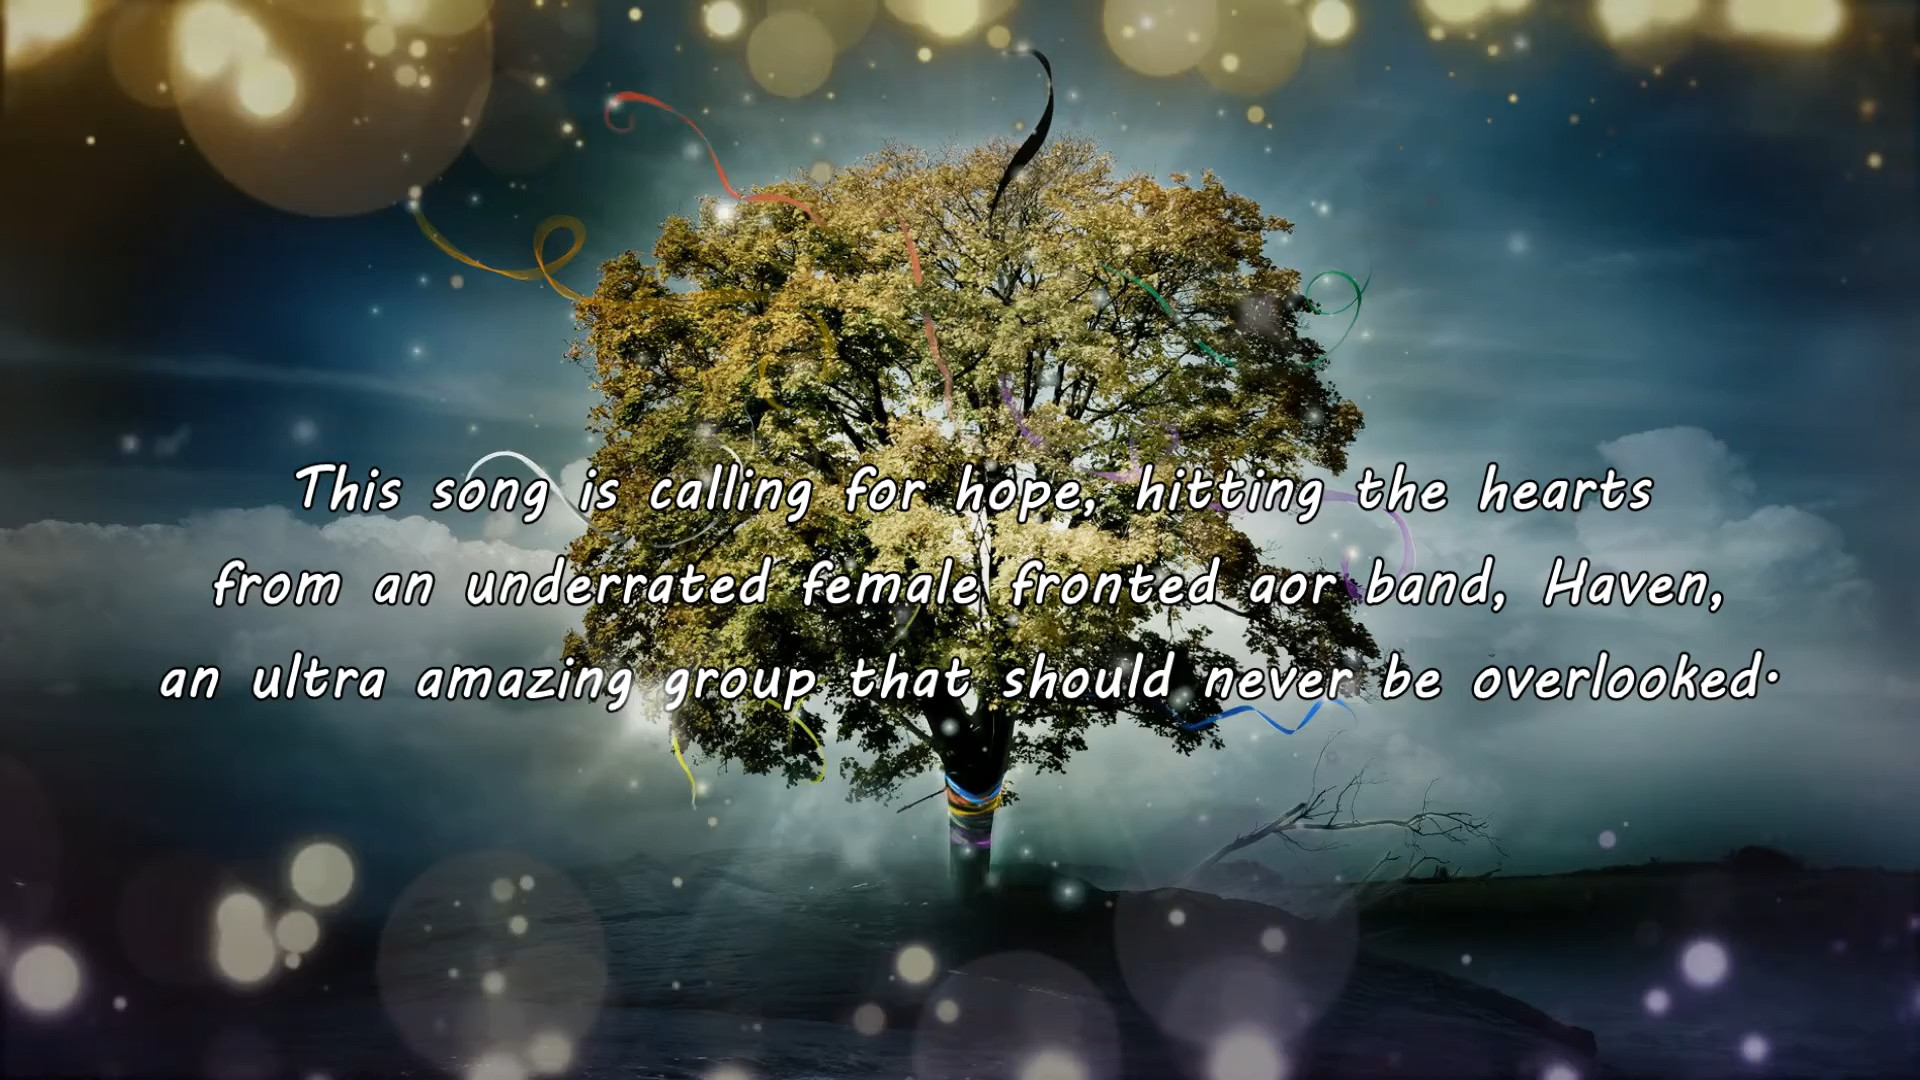 This song is calling for hope, hitting the hearts
from an underrated female fronted aor band, Haven,
an ultra amazing group that should never be overlooked.